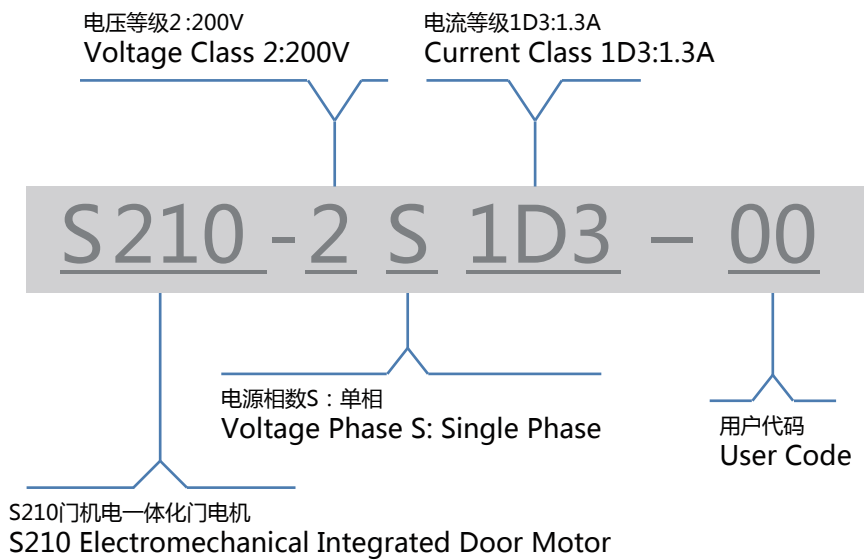 电压等级2 :200V
Voltage Class 2:200V
电流等级1D3:1.3A
Current Class 1D3:1.3A
S210 - 2 S 1D3 – 00
电源相数S：单相
Voltage Phase S: Single Phase
用户代码
User Code
S210门机电一体化门电机
S210 Electromechanical Integrated Door Motor